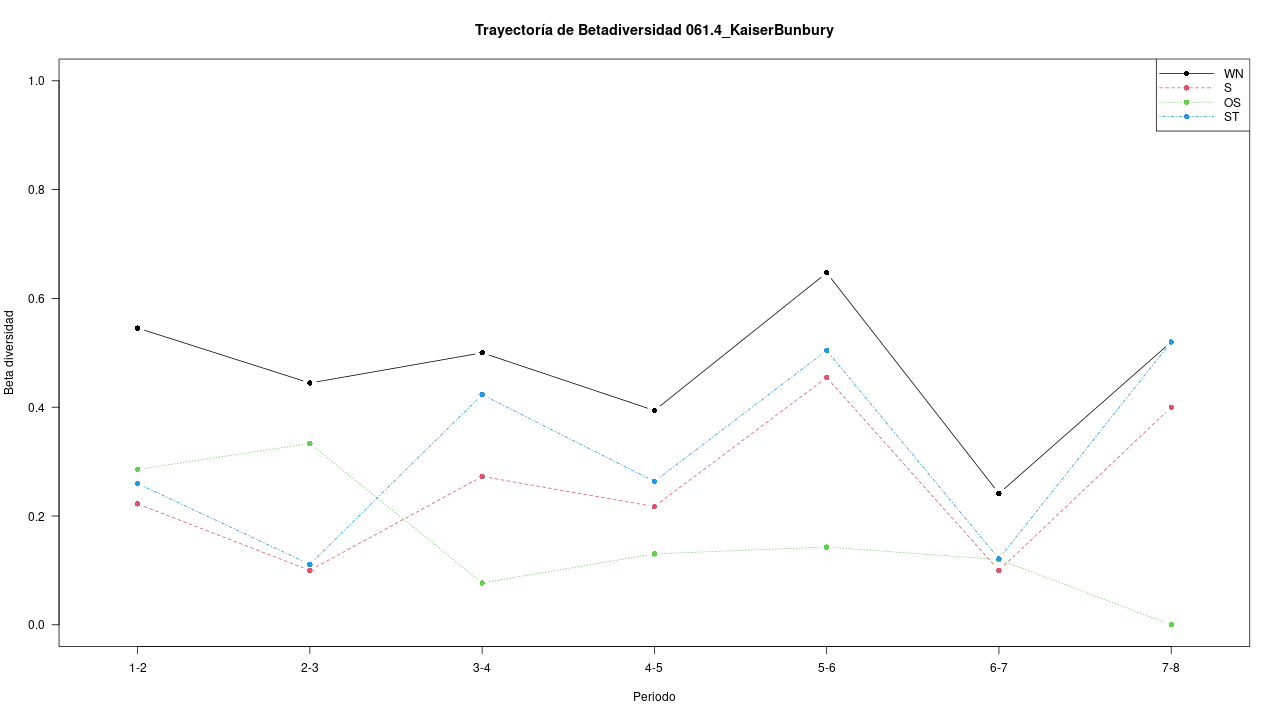 Trayectoría de Betadiversidad 061.4_KaiserBunbury
WN
S
OS
ST
1.0
0.8
0.6
0.4
0.2
0.0
Beta diversidad
1-2
2-3
3-4
4-5
5-6
6-7
7-8
Periodo